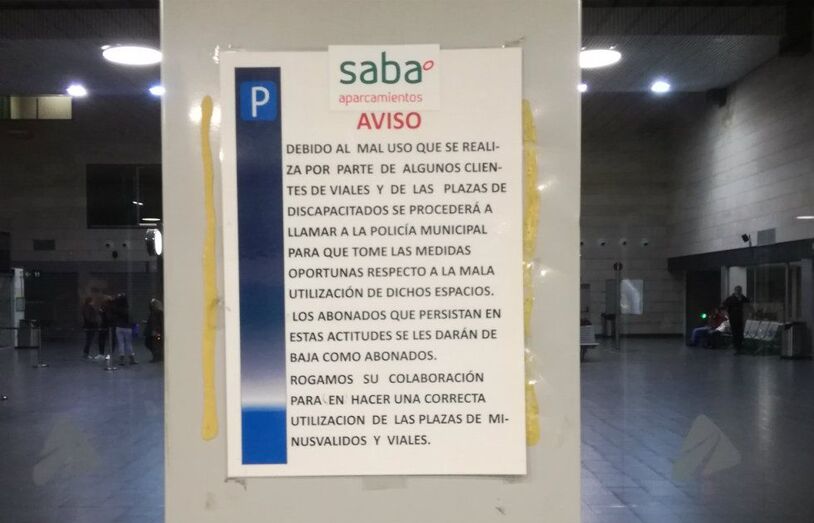 saba
aparcamientos
P
AVISO
DEBIDO AL MAL USO QUE SE REALI-
ZA POR PARTE DE ALGUNOS CLIEN-
TES DE VIALES Y DE LAS PLAZAS DE
DISCAPACITADOS SE PROCEDERÁ A
LLAMAR A LA POLICÍA MUNICIPAL
PARA QUE TOME LAS MEDIDAS
OPORTUNAS RESPECTO A LA MALA
UTILIZACIÓN DE DICHOS ESPACIOS.
LOS ABONADOS QUE PERSISTAN EN
ESTAS ACTITUDES SE LES DARÁN DE
BAJA COMO ABONADOS.
ROGAMOS SU COLABORACIÓN
PARA EN HACER UNA CORRECTA
UTILIZACION DE LAS PLAZAS DE MI-
NUSVALIDOS Y VIALES.